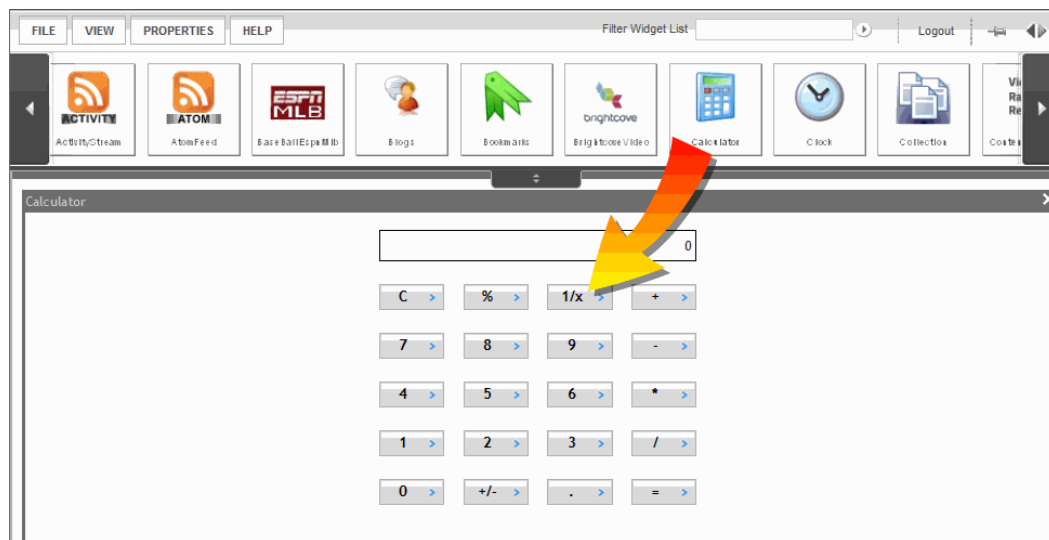 FILE VIEW PROPERTIES HELP Filter Widget List Logout
ACTIVITY ATOM ESPN MLB brightcove
ActivityStream AtomFeed BaseBallEspnMlb Blogs Bookmarks BrightcoveVideo Calculator Clock Collection
Calculator
0
C % 1/x +
7 8 9 -
4 5 6 *
1 2 3 /
0 +/- . =